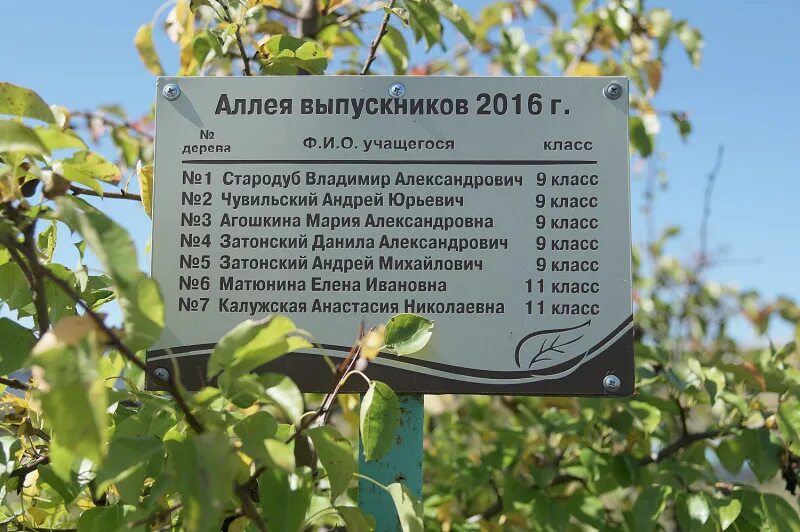 Аллея выпускников 2016 г.
№ дерева Ф.И.О. учащегося класс
№1 Стародуб Владимир Александрович 9 класс
№2 Чувильский Андрей Юрьевич 9 класс
№3 Агошкина Мария Александровна 9 класс
№4 Затонский Данила Александрович 9 класс
№5 Затонский Андрей Михайлович 9 класс
№6 Матюнина Елена Ивановна 11 класс
№7 Калужская Анастасия Николаевна 11 класс